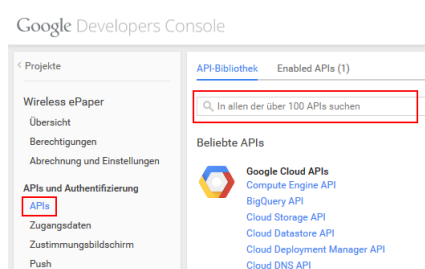 Google Developers Console
< Projekte
Wireless ePaper
Übersicht
Berechtigungen
Abrechnung und Einstellungen
APIs und Authentifizierung
APIs
Zugangsdaten
Zustimmungsbildschirm
Push
API-Bibliothek Enabled APIs (1)
In allen der über 100 APIs suchen
Beliebte APIs
Google Cloud APIs
Compute Engine API
BigQuery API
Cloud Storage API
Cloud Datastore API
Cloud Deployment Manager API
Cloud DNS API